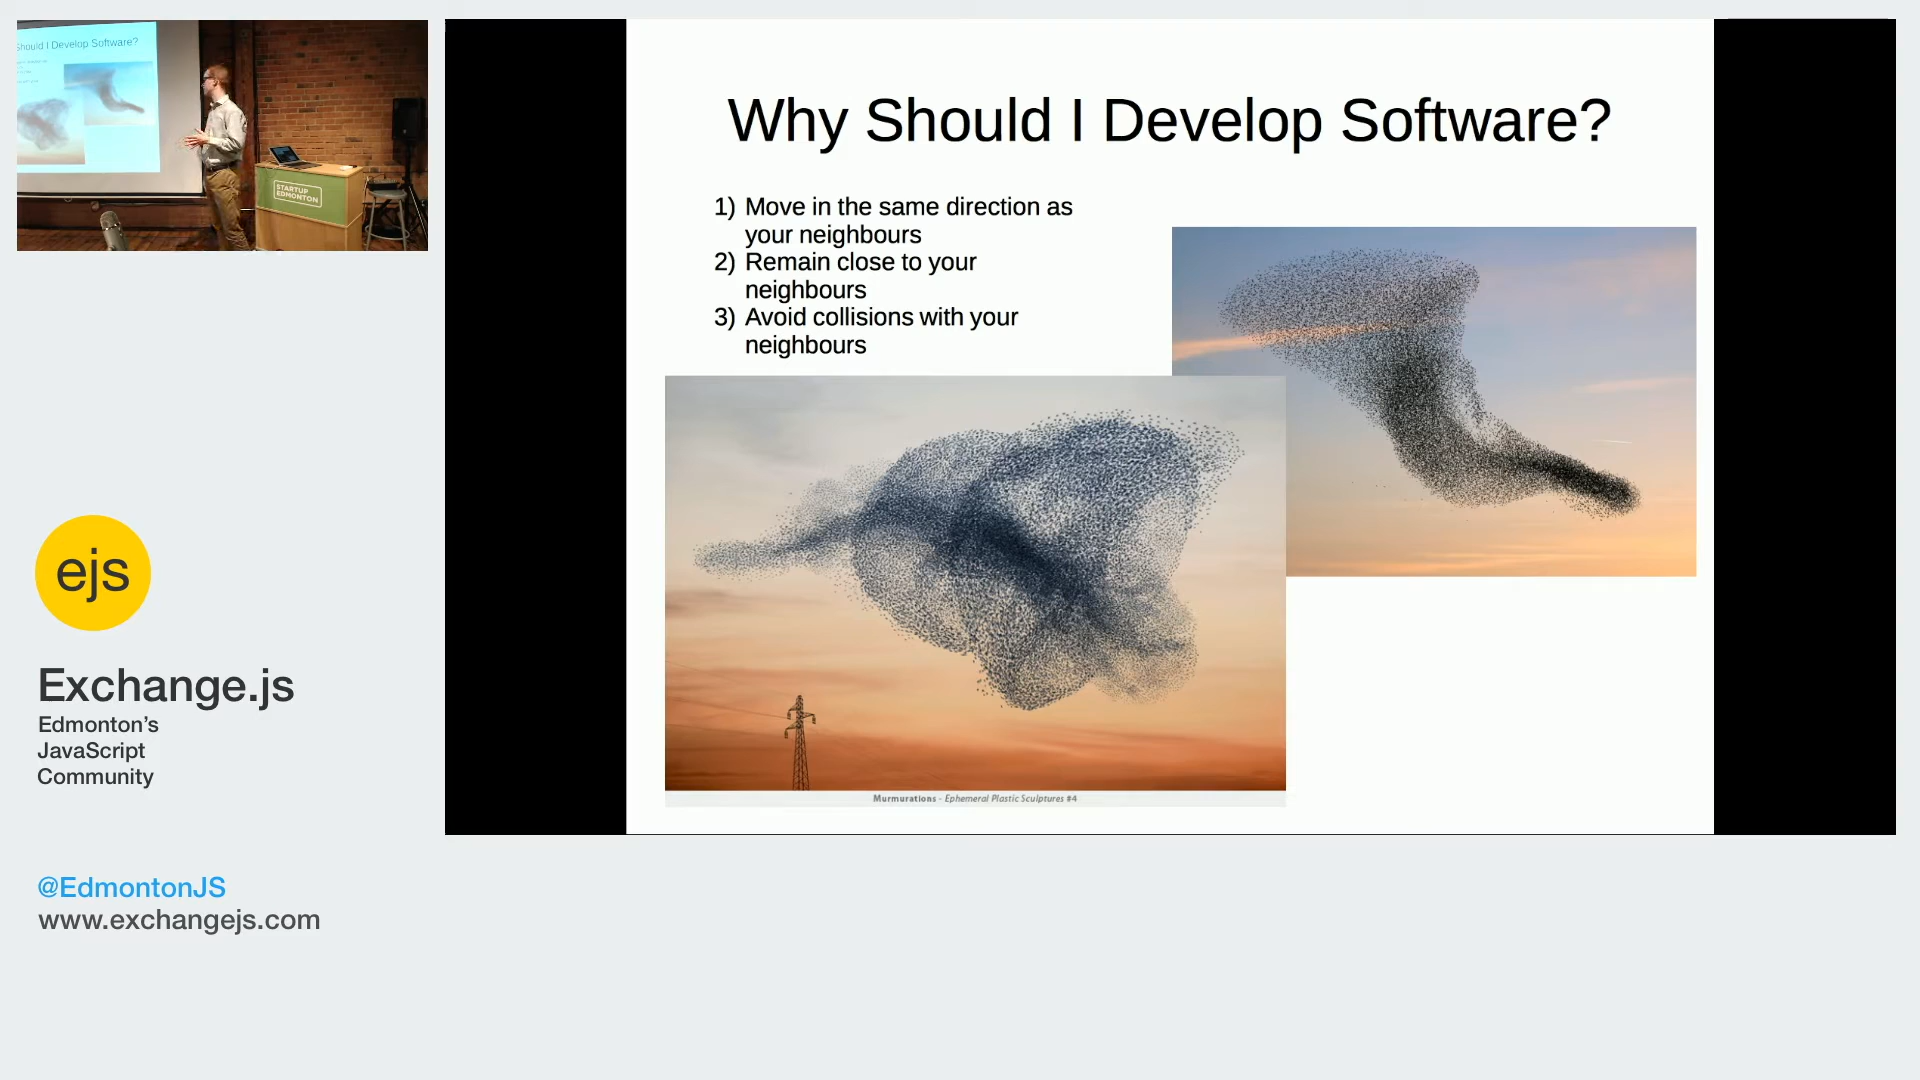 Should I Develop Software?
STARTUP
EDMONTON
Why Should I Develop Software?
1) Move in the same direction as
your neighbours
2) Remain close to your
neighbours
3) Avoid collisions with your
neighbours
Murmurations - Ephemeral Plastic Sculptures #4
ejs
Exchange.js
Edmonton’s
JavaScript
Community
@EdmontonJS
www.exchangejs.com